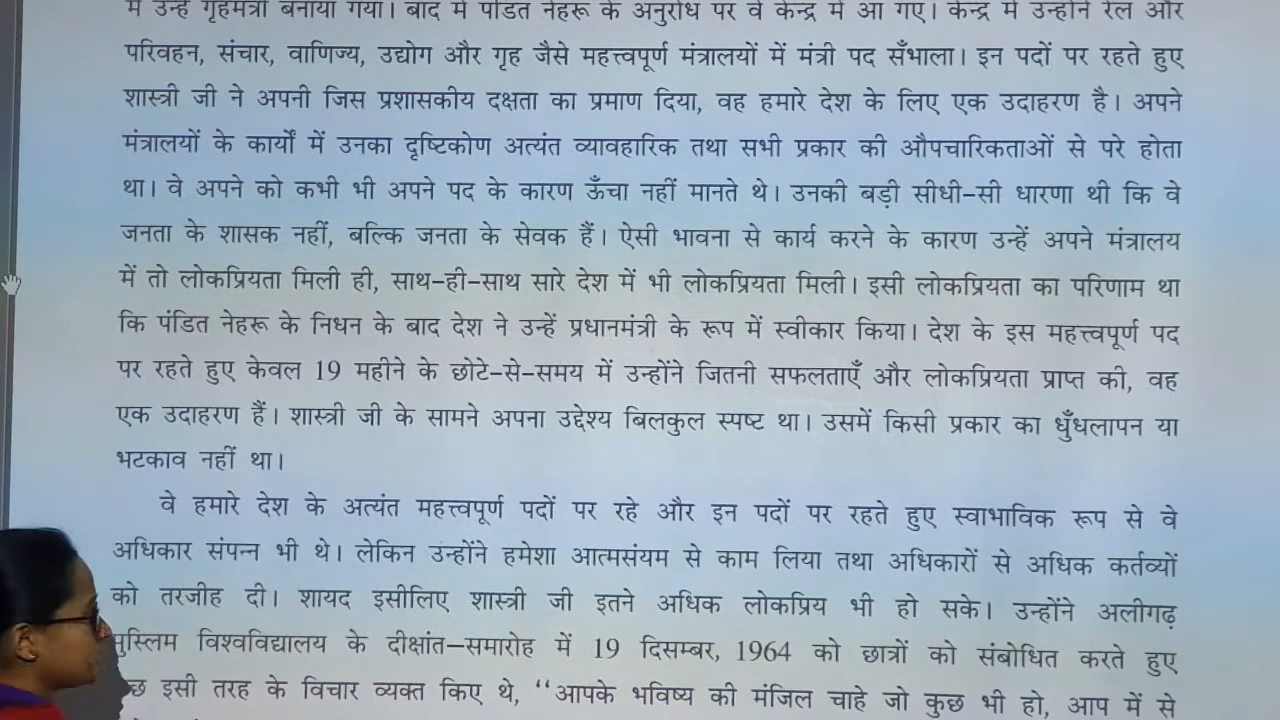 में उन्हें गृहमंत्री बनाया गया। बाद में पंडित नेहरू के अनुरोध पर वे केन्द्र में आ गए। केन्द्र में उन्होंने रेल और
परिवहन, संचार, वाणिज्य, उद्योग और गृह जैसे महत्त्वपूर्ण मंत्रालयों में मंत्री पद सँभाला। इन पदों पर रहते हुए
शास्त्री जी ने अपनी जिस प्रशासकीय दक्षता का प्रमाण दिया, वह हमारे देश के लिए एक उदाहरण है। अपने
मंत्रालयों के कार्यों में उनका दृष्टिकोण अत्यंत व्यावहारिक तथा सभी प्रकार की औपचारिकताओं से परे होता
था। वे अपने को कभी भी अपने पद के कारण ऊँचा नहीं मानते थे। उनकी बड़ी सीधी-सी धारणा थी कि वे
जनता के शासक नहीं, बल्कि जनता के सेवक हैं। ऐसी भावना से कार्य करने के कारण उन्हें अपने मंत्रालय
में तो लोकप्रियता मिली ही, साथ-ही-साथ सारे देश में भी लोकप्रियता मिली। इसी लोकप्रियता का परिणाम था
कि पंडित नेहरू के निधन के बाद देश ने उन्हें प्रधानमंत्री के रूप में स्वीकार किया। देश के इस महत्त्वपूर्ण पद
पर रहते हुए केवल 19 महीने के छोटे-से-समय में उन्होंने जितनी सफलताएँ और लोकप्रियता प्राप्त की, वह
एक उदाहरण हैं। शास्त्री जी के सामने अपना उद्देश्य बिलकुल स्पष्ट था। उसमें किसी प्रकार का धुँधलापन या
भटकाव नहीं था।
वे हमारे देश के अत्यंत महत्त्वपूर्ण पदों पर रहे और इन पदों पर रहते हुए स्वाभाविक रूप से वे
अधिकार संपन्न भी थे। लेकिन उन्होंने हमेशा आत्मसंयम से काम लिया तथा अधिकारों से अधिक कर्तव्यों
को तरजीह दी। शायद इसीलिए शास्त्री जी इतने अधिक लोकप्रिय भी हो सके। उन्होंने अलीगढ़
मुस्लिम विश्वविद्यालय के दीक्षांत-समारोह में 19 दिसम्बर, 1964 को छात्रों को संबोधित करते हुए
इसी तरह के विचार व्यक्त किए थे, ‘‘आपके भविष्य की मंजिल चाहे जो कुछ भी हो, आप में से